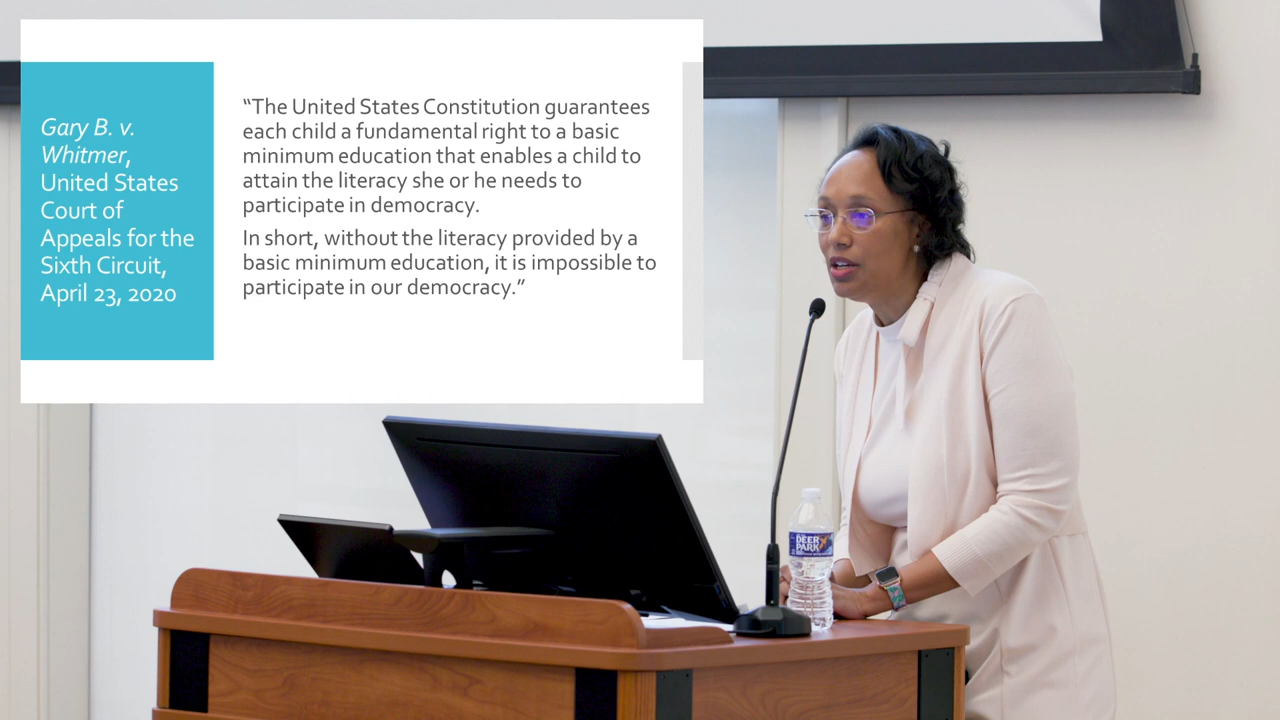 Gary B. v.
Whitmer,
United States
Court of
Appeals for the
Sixth Circuit,
April 23, 2020
“The United States Constitution guarantees
each child a fundamental right to a basic
minimum education that enables a child to
attain the literacy she or he needs to
participate in democracy.
In short, without the literacy provided by a
basic minimum education, it is impossible to
participate in our democracy.”
DEER
PARK